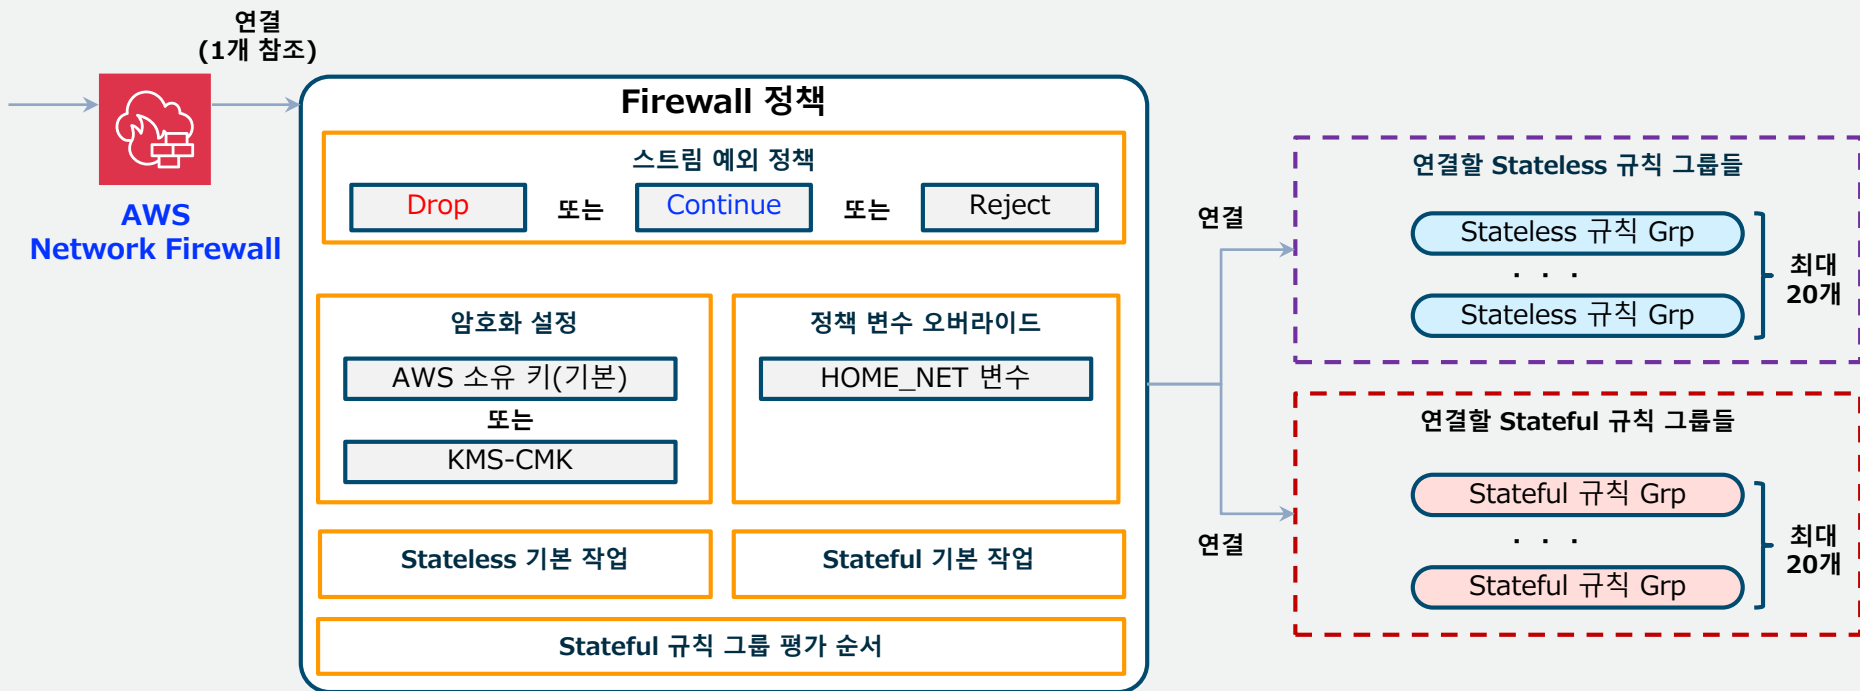 연결
(1개 참조)
AWS
Network Firewall
Firewall 정책
스트림 예외 정책
Drop 또는 Continue 또는 Reject
암호화 설정
AWS 소유 키(기본)
또는
KMS-CMK
정책 변수 오버라이드
HOME_NET 변수
Stateless 기본 작업
Stateful 기본 작업
Stateful 규칙 그룹 평가 순서
연결
연결할 Stateless 규칙 그룹들
Stateless 규칙 Grp
. . .
Stateless 규칙 Grp
최대
20개
연결
연결할 Stateful 규칙 그룹들
Stateful 규칙 Grp
. . .
Stateful 규칙 Grp
최대
20개